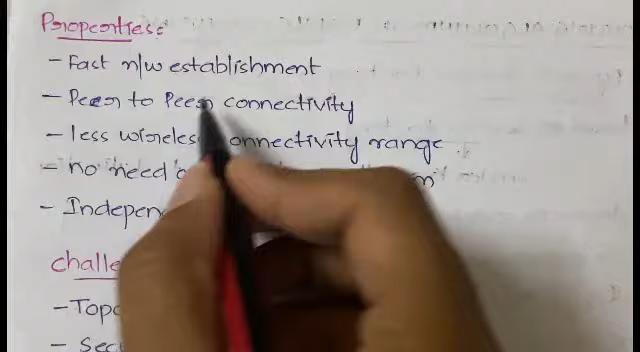 Properties:
- Fast n/w establishment
- Peer to Peer connectivity
- less wireless connectivity range.
- no need
- Indepen
Challe
- Topo
- Sec